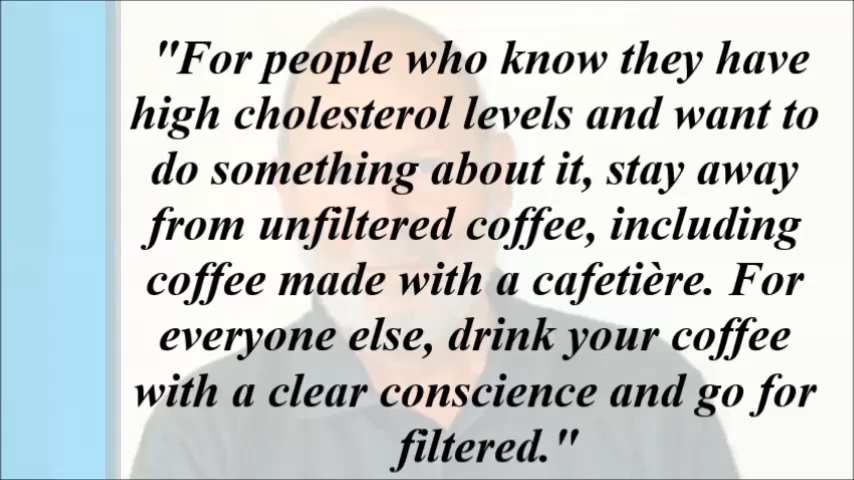 "For people who know they have
high cholesterol levels and want to
do something about it, stay away
from unfiltered coffee, including
coffee made with a cafetière. For
everyone else, drink your coffee
with a clear conscience and go for
filtered."